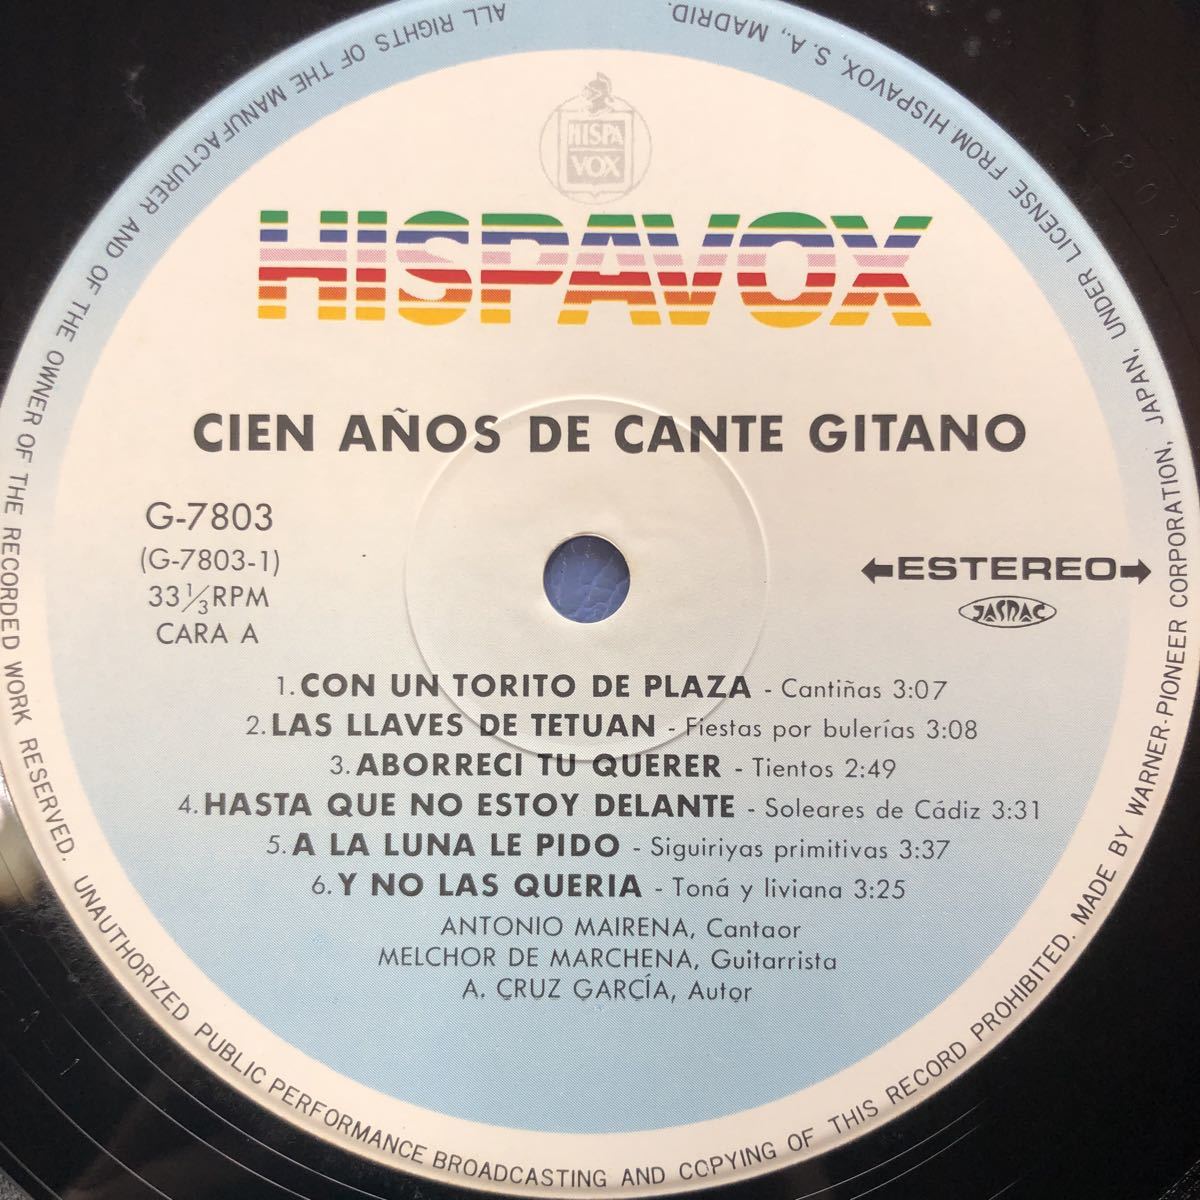 HISPA
VOX
HISPAVOX
CIEN AÑOS DE CANTE GITANO
G-7803
(G-7803-1)
33⅓RPM
CARA A
←ESTEREO→
JASRAC
1.CON UN TORITO DE PLAZA - Cantiñas 3:07
2.LAS LLAVES DE TETUAN - Fiestas por bulerías 3:08
3.ABORRECI TU QUERER - Tientos 2:49
4.HASTA QUE NO ESTOY DELANTE - Soleares de Cádiz 3:31
5.A LA LUNA LE PIDO - Siguiriyas primitivas 3:37
6.Y NO LAS QUERIA - Toná y liviana 3:25
ANTONIO MAIRENA, Cantaor
MELCHOR DE MARCHENA, Guitarrista
A. CRUZ GARCÍA, Autor
ALL RIGHTS OF THE MANUFACTURER AND OF THE OWNER OF THE RECORDED WORK RESERVED. UNAUTHORIZED PUBLIC PERFORMANCE BROADCASTING AND COPYING OF THIS RECORD PROHIBITED. MADE BY WARNER-PIONEER CORPORATION, JAPAN, UNDER LICENSE FROM HISPAVOX, S. A., MADRID.
7803